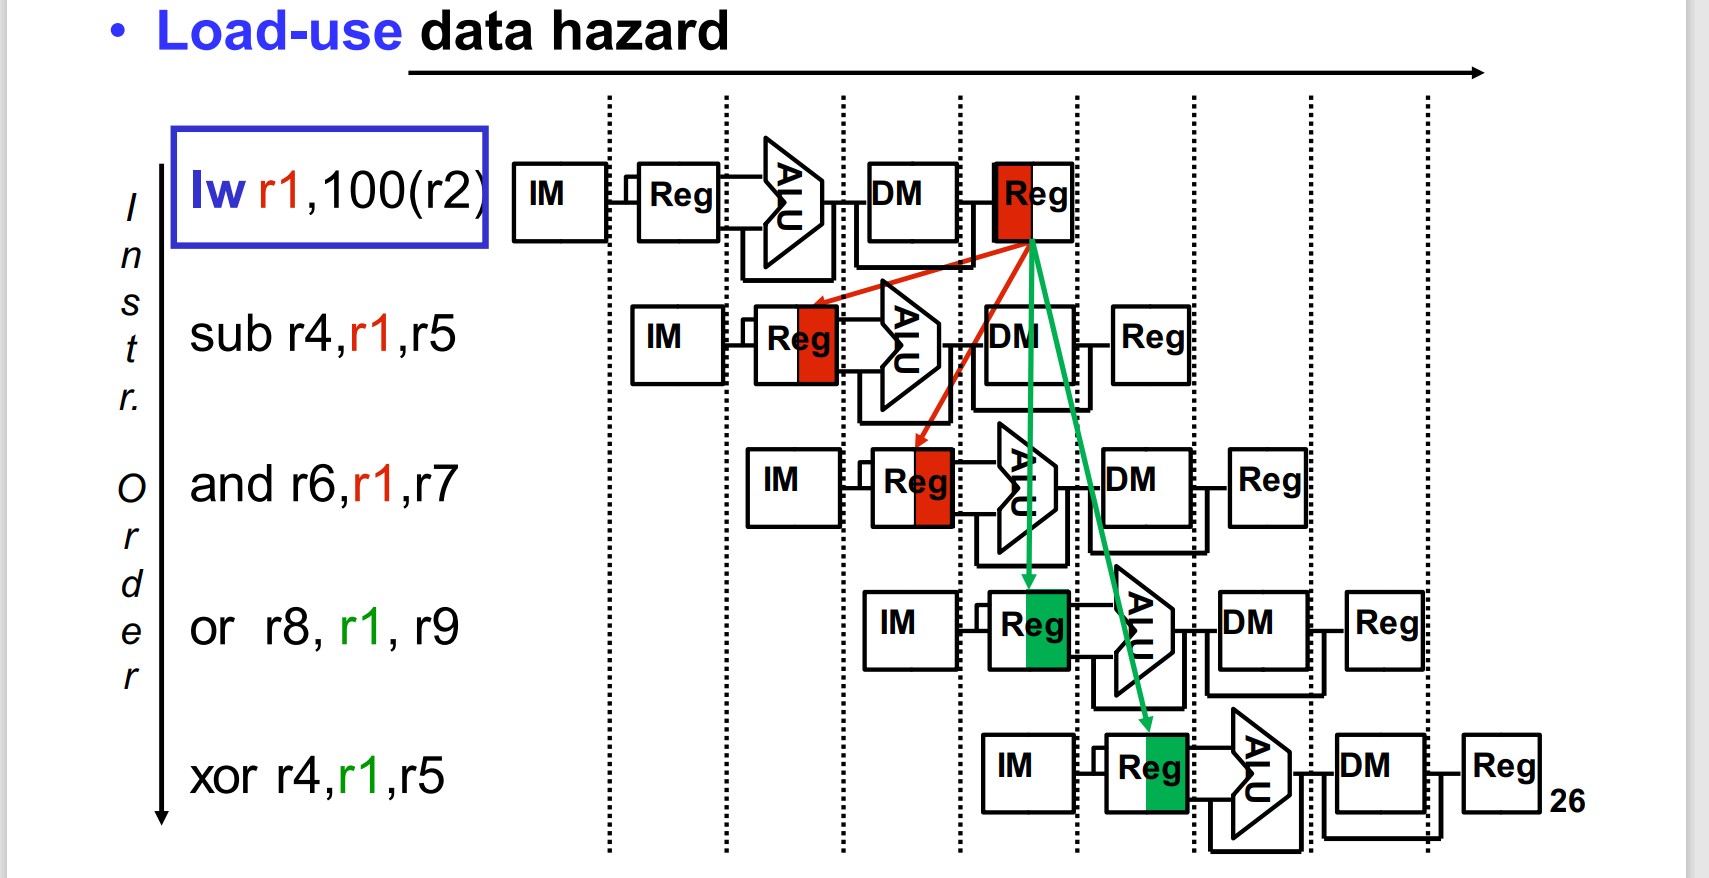 • Load-use data hazard
Instr. Order
lw r1,100(r2)
IM Reg ALU DM Reg
sub r4,r1,r5
IM Reg ALU DM Reg
and r6,r1,r7
IM Reg ALU DM Reg
or r8, r1, r9
IM Reg ALU DM Reg
xor r4,r1,r5
IM Reg ALU DM Reg
26